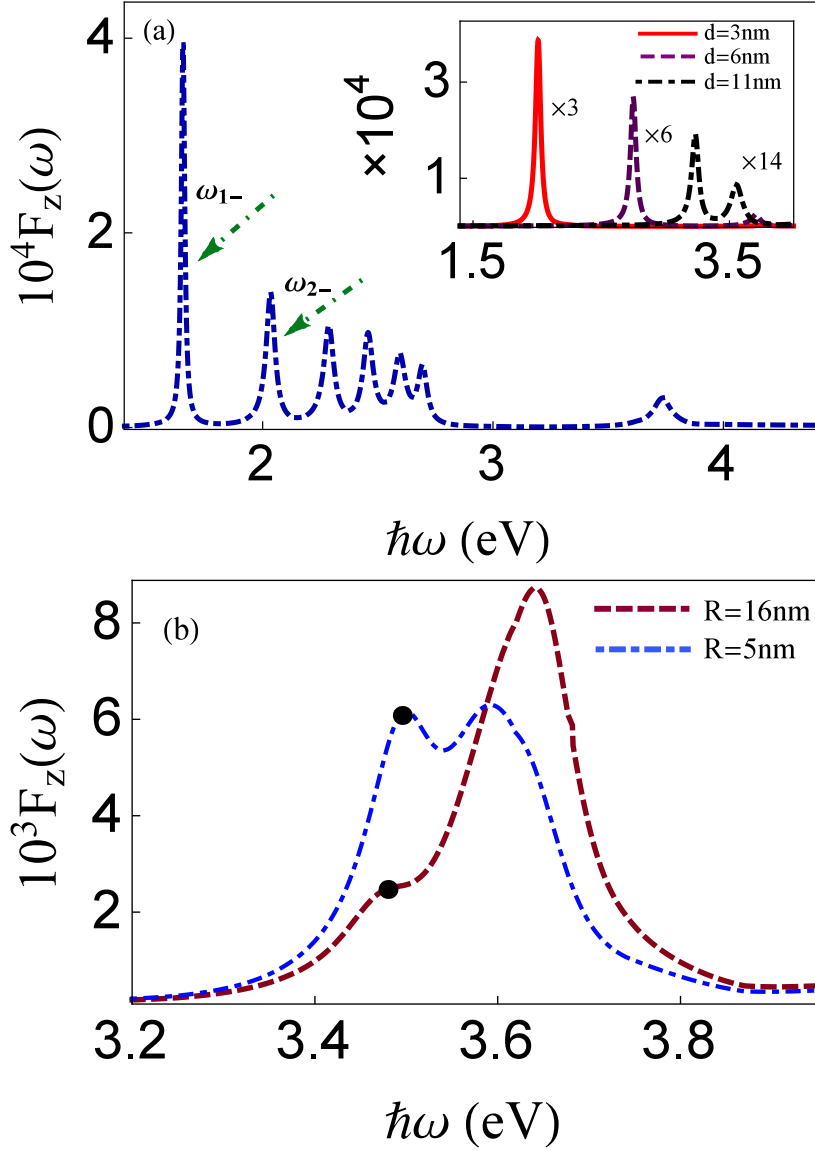 (a)
10⁴F_z(ω)
4
2
0
ω₁₋
ω₂₋
2 3 4
ħω (eV)
×10⁴
3
1
1.5 3.5
d=3nm
d=6nm
d=11nm
×3
×6
×14
(b)
10³F_z(ω)
8
6
4
2
R=16nm
R=5nm
3.2 3.4 3.6 3.8
ħω (eV)